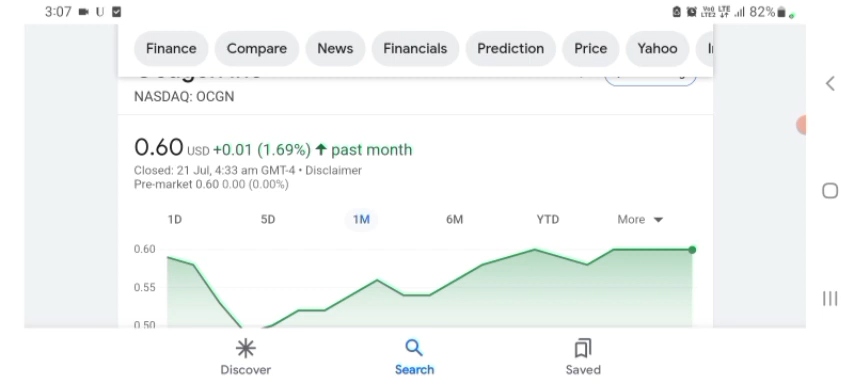 3:07 U 82%
Finance Compare News Financials Prediction Price Yahoo
NASDAQ: OCGN
0.60 USD +0.01 (1.69%) ↑ past month
Closed: 21 Jul, 4:33 am GMT-4 • Disclaimer
Pre-market 0.60 0.00 (0.00%)
1D 5D 1M 6M YTD More
0.60
0.55
0.50
Discover Search Saved